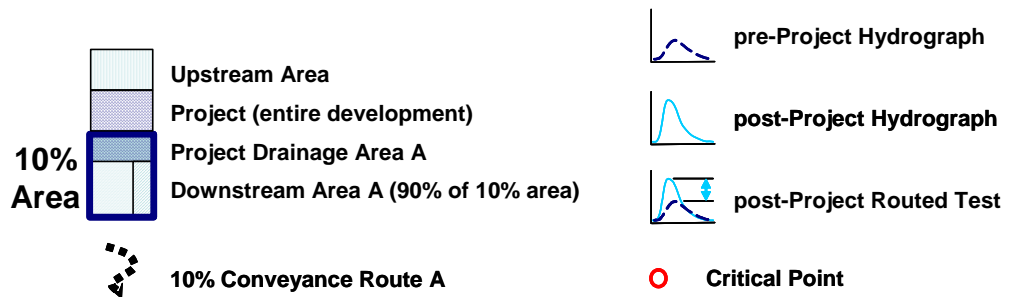 Upstream Area
Project (entire development)
10%
Area
Project Drainage Area A
Downstream Area A (90% of 10% area)
10% Conveyance Route A
pre-Project Hydrograph
post-Project Hydrograph
post-Project Routed Test
Critical Point